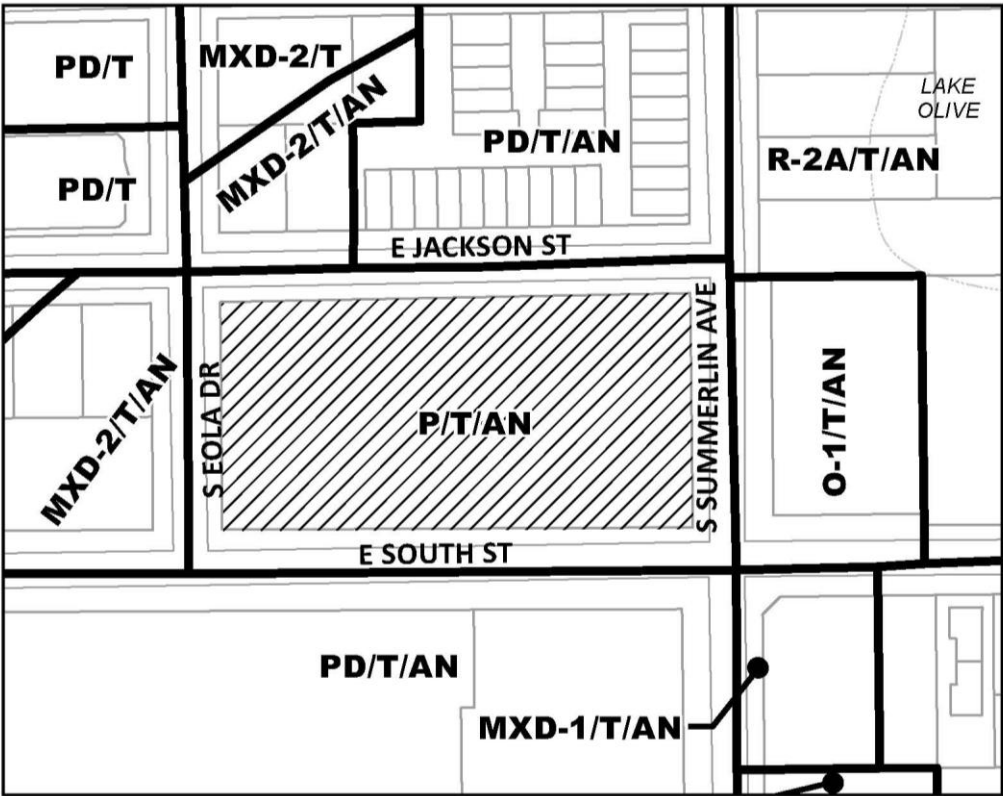 PD/T
MXD-2/T
MXD-2/T/AN
PD/T/AN
LAKE
OLIVE
R-2A/T/AN
PD/T
E JACKSON ST
MXD-2/T/AN
S EOLA DR
P/T/AN
S SUMMERLIN AVE
O-1/T/AN
E SOUTH ST
PD/T/AN
MXD-1/T/AN